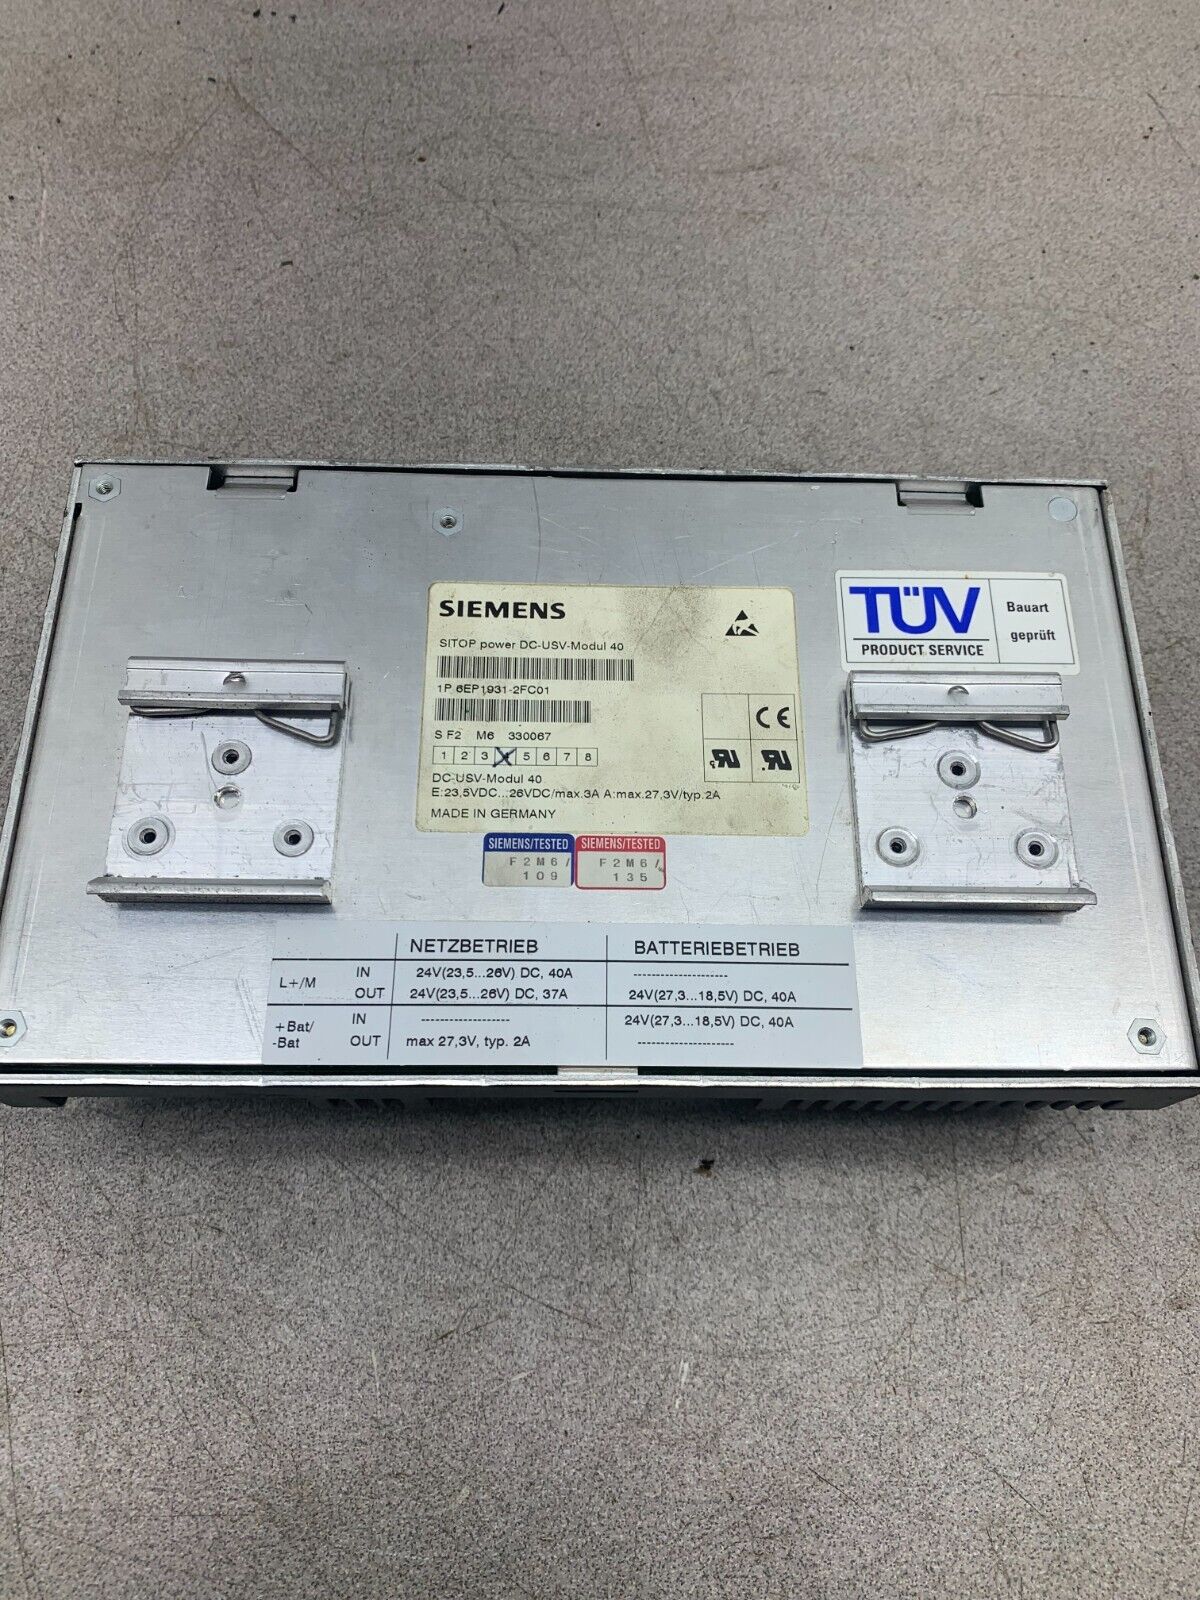 SIEMENS
SITOP power DC-USV-Modul 40
1P 6EP1931-2FC01
S F2 M6 330067
1 2 3 4 5 6 7 8
DC-USV-Modul 40
E:23,5VDC...26VDC/max.3A A:max.27,3V/typ.2A
MADE IN GERMANY
CE
TÜV
PRODUCT SERVICE
Bauart
geprüft
SIEMENS/TESTED
F2M6/
109
SIEMENS/TESTED
F2M6/
135
NETZBETRIEB BATTERIEBETRIEB
L+/M IN 24V(23,5...26V) DC, 40A --------------------
OUT 24V(23,5...26V) DC, 37A 24V(27,3...18,5V) DC, 40A
+Bat/ IN ------------------- 24V(27,3...18,5V) DC, 40A
-Bat OUT max 27,3V, typ. 2A --------------------